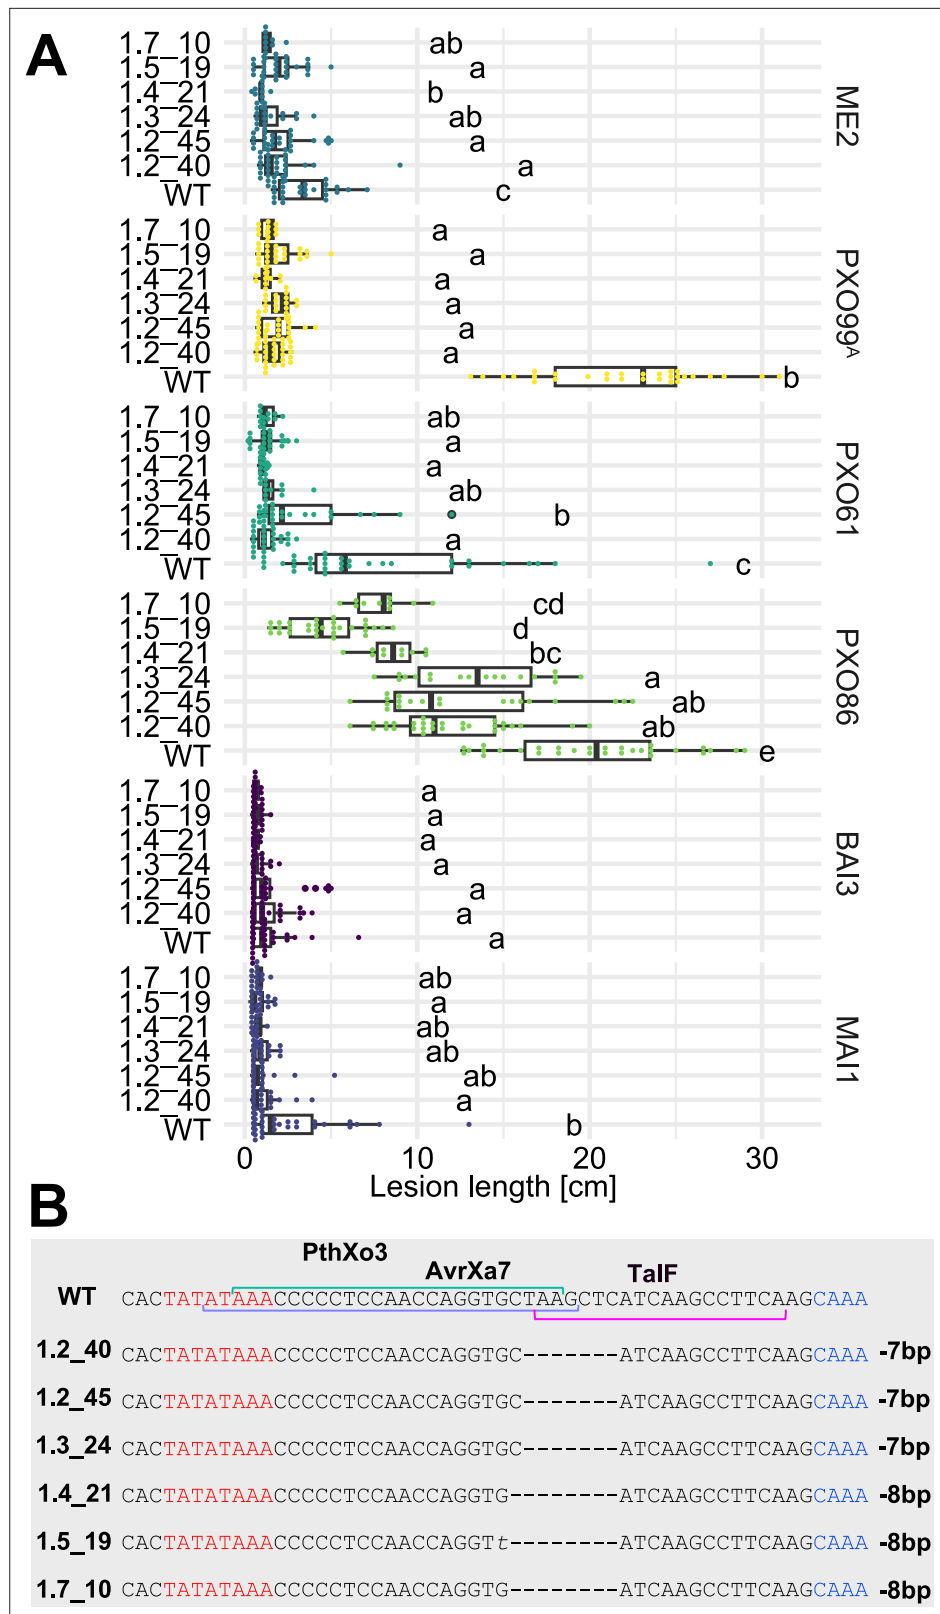 A
1.7_10 ab
1.5_19 a
1.4_21 b
1.3_24 ab
1.2_45 a
1.2_40 a
WT c
ME2
1.7_10 a
1.5_19 a
1.4_21 a
1.3_24 a
1.2_45 a
1.2_40 a
WT b
PXO99A
1.7_10 ab
1.5_19 a
1.4_21 a
1.3_24 ab
1.2_45 b
1.2_40 a
WT c
PXO61
1.7_10 cd
1.5_19 d
1.4_21 bc
1.3_24 a
1.2_45 ab
1.2_40 ab
WT e
PXO86
1.7_10 a
1.5_19 a
1.4_21 a
1.3_24 a
1.2_45 a
1.2_40 a
WT a
BAI3
1.7_10 ab
1.5_19 a
1.4_21 ab
1.3_24 ab
1.2_45 ab
1.2_40 a
WT b
MAI1
0 10 20 30
Lesion length [cm]
B
PthXo3
AvrXa7 TalF
WT CACTATATAAACCCCCTCCAACCAGGTGCTAAGCTCATCAAGCCTTCAAGCAAA
1.2_40 CACTATATAAACCCCCTCCAACCAGGTGC-------ATCAAGCCTTCAAGCAAA -7bp
1.2_45 CACTATATAAACCCCCTCCAACCAGGTGC-------ATCAAGCCTTCAAGCAAA -7bp
1.3_24 CACTATATAAACCCCCTCCAACCAGGTGC-------ATCAAGCCTTCAAGCAAA -7bp
1.4_21 CACTATATAAACCCCCTCCAACCAGGTG--------ATCAAGCCTTCAAGCAAA -8bp
1.5_19 CACTATATAAACCCCCTCCAACCAGGTt--------ATCAAGCCTTCAAGCAAA -8bp
1.7_10 CACTATATAAACCCCCTCCAACCAGGTG--------ATCAAGCCTTCAAGCAAA -8bp